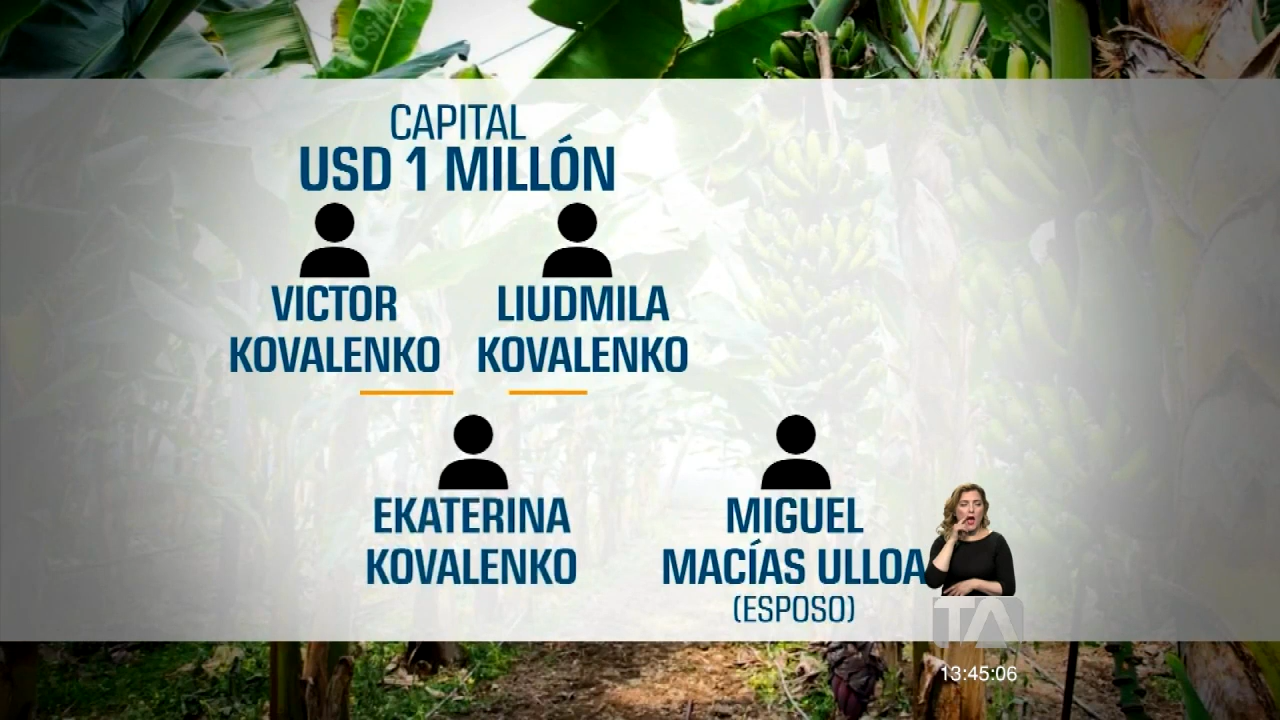 CAPITAL
USD 1 MILLÓN
VICTOR
KOVALENKO
LIUDMILA
KOVALENKO
EKATERINA
KOVALENKO
MIGUEL
MACÍAS ULLOA
(ESPOSO)
TA
13:45:06